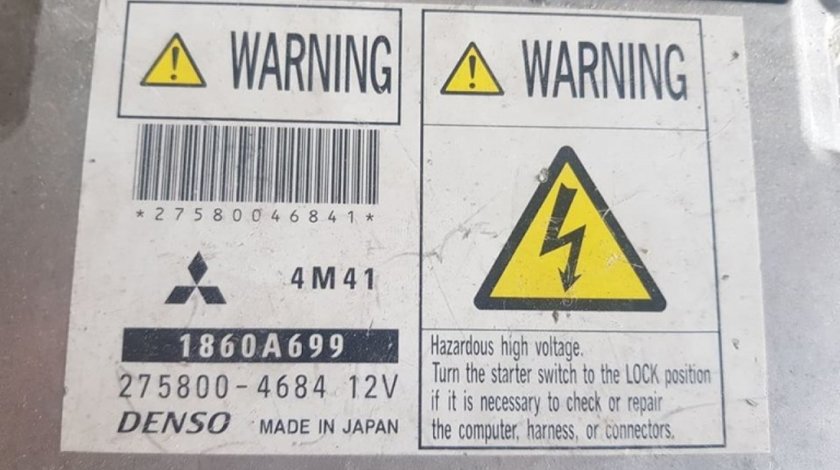 WARNING
*27580046841*
4M41
1860A699
275800-4684 12V
DENSO MADE IN JAPAN
WARNING
Hazardous high voltage.
Turn the starter switch to the LOCK position
if it is necessary to check or repair
the computer, harness, or connectors.